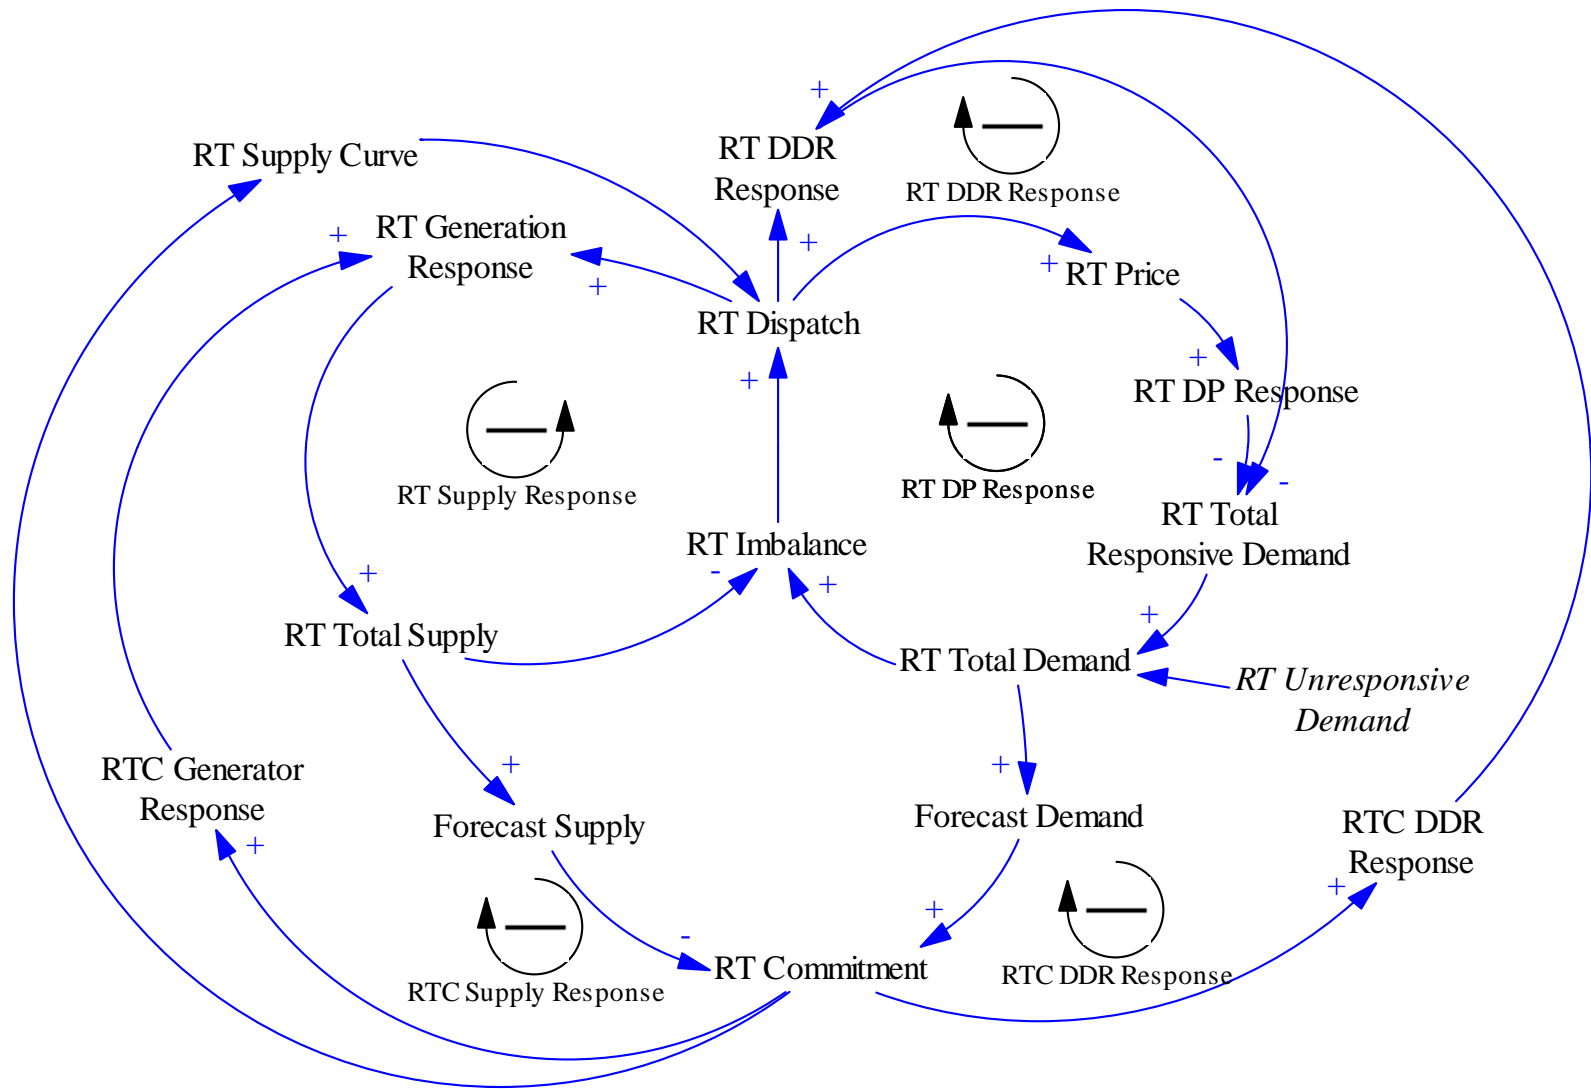 +
RT Supply Curve
RT DDR
Response
RT DDR Response
+
RT Generation
Response
+
+
+
RT Price
RT Dispatch
+
+
RT DP Response
RT Supply Response
RT DP Response
-
-
RT Total
Responsive Demand
RT Imbalance
-
+
+
+
RT Total Supply
RT Total Demand
RT Unresponsive
Demand
RTC Generator
Response
+
+
+
Forecast Supply
Forecast Demand
RTC DDR
Response
+
+
-
RT Commitment
RTC Supply Response
RTC DDR Response